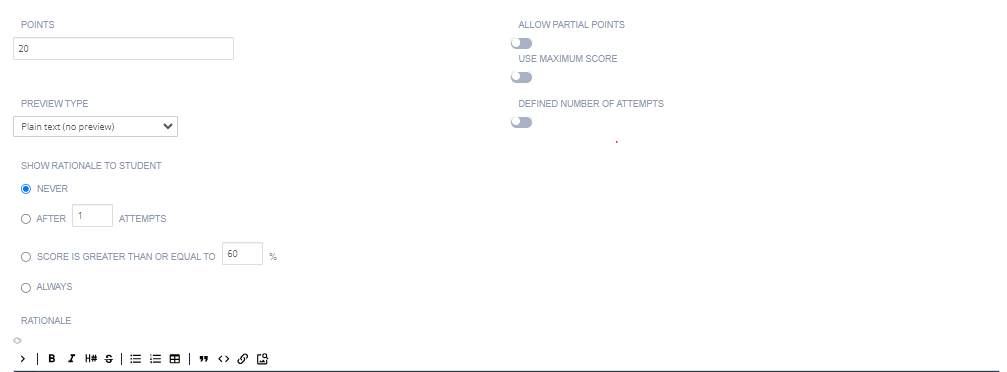 POINTS
20
ALLOW PARTIAL POINTS
USE MAXIMUM SCORE
PREVIEW TYPE
Plain text (no preview)
DEFINED NUMBER OF ATTEMPTS
SHOW RATIONALE TO STUDENT
NEVER
AFTER 1 ATTEMPTS
SCORE IS GREATER THAN OR EQUAL TO 60 %
ALWAYS
RATIONALE
B I H# S